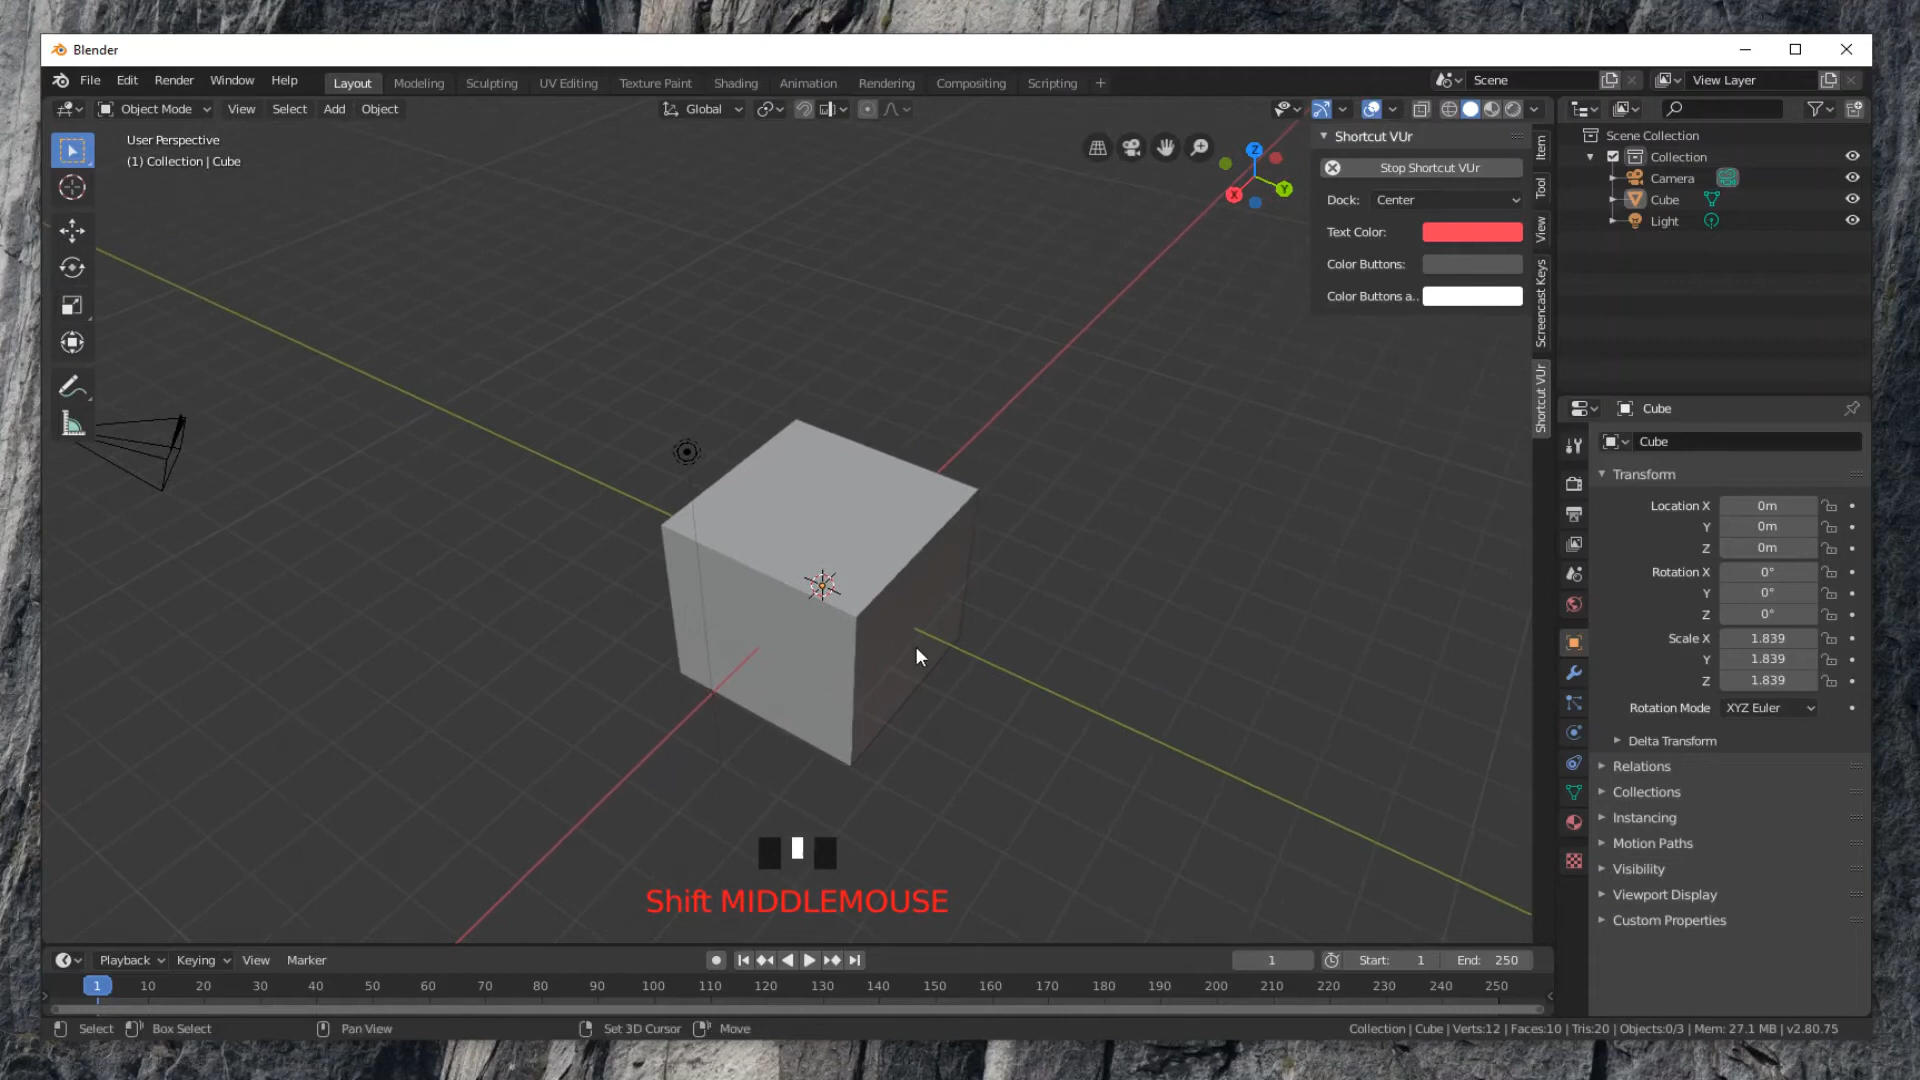 Blender
File Edit Render Window Help Layout Modeling Sculpting UV Editing Texture Paint Shading Animation Rendering Compositing Scripting + Scene View Layer
Object Mode View Select Add Object Global
User Perspective
(1) Collection | Cube
Z
Y
X
Shortcut VUr
Stop Shortcut VUr
Dock: Center
Text Color:
Color Buttons:
Color Buttons a..
Item
Tool
View
Screencast Keys
Shortcut VUr
Scene Collection
Collection
Camera
Cube
Light
Cube
Cube
Transform
Location X 0m
Y 0m
Z 0m
Rotation X 0°
Y 0°
Z 0°
Scale X 1.839
Y 1.839
Z 1.839
Rotation Mode XYZ Euler
Delta Transform
Relations
Collections
Instancing
Motion Paths
Visibility
Viewport Display
Custom Properties
Shift MIDDLEMOUSE
Playback Keying View Marker 1 Start: 1 End: 250
1 10 20 30 40 50 60 70 80 90 100 110 120 130 140 150 160 170 180 190 200 210 220 230 240 250
Select Box Select Pan View Set 3D Cursor Move Collection | Cube | Verts:12 | Faces:10 | Tris:20 | Objects:0/3 | Mem: 27.1 MB | v2.80.75